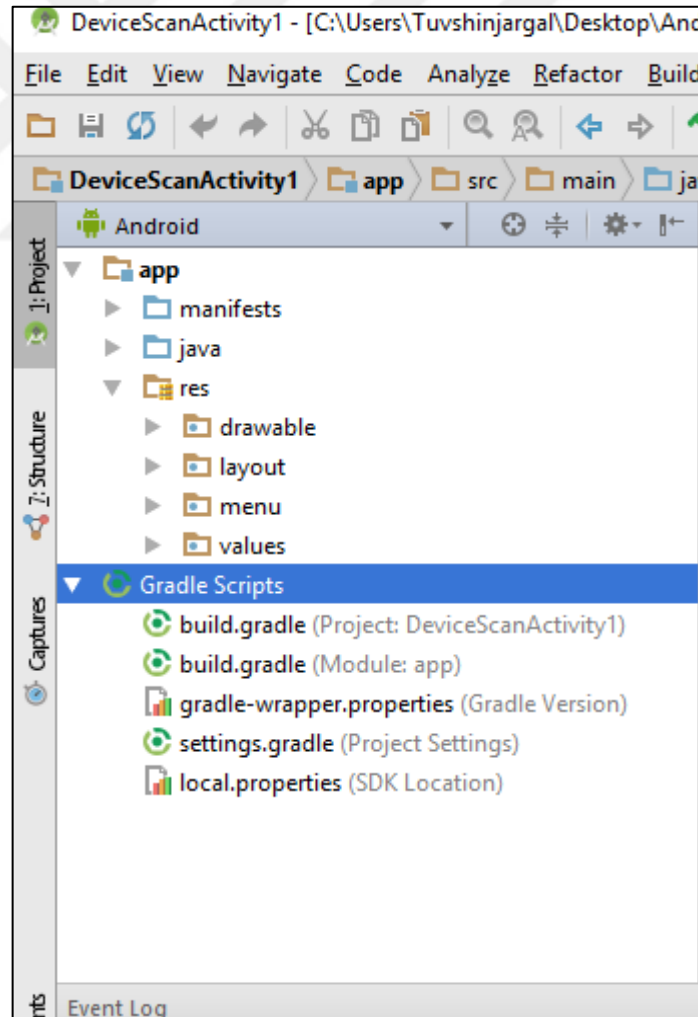 DeviceScanActivity1 - [C:\Users\Tuvshinjargal\Desktop\And
File Edit View Navigate Code Analyze Refactor Build
DeviceScanActivity1 app src main ja
Android
1: Project
7: Structure
Captures
app
manifests
java
res
drawable
layout
menu
values
Gradle Scripts
build.gradle (Project: DeviceScanActivity1)
build.gradle (Module: app)
gradle-wrapper.properties (Gradle Version)
settings.gradle (Project Settings)
local.properties (SDK Location)
nts
Event Log